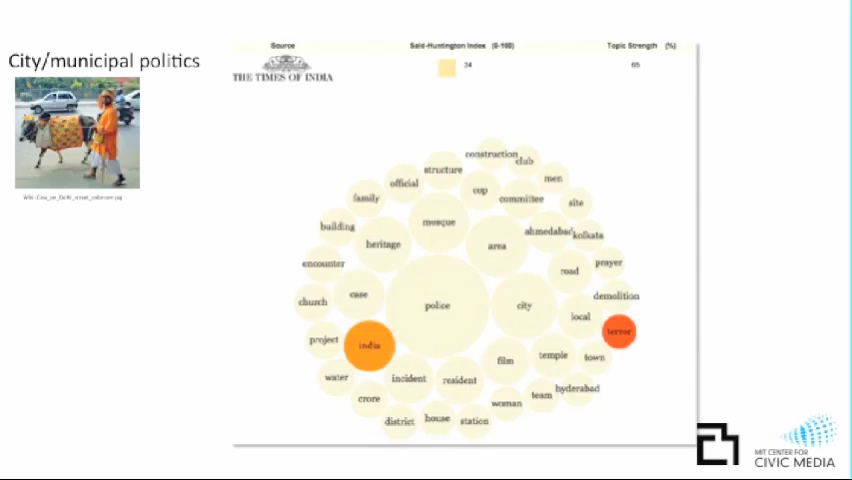 City/municipal politics
Source
Said-Huntington Index (0-100)
Topic Strength (%)
THE TIMES OF INDIA
34
65
construction
club
structure
men
official
cop
family
committee
site
mosque
building
ahmedabad
kolkata
heritage
area
encounter
prayer
road
case
demolition
church
police
city
local
terror
project
india
temple
town
film
water
incident
resident
hyderabad
team
crore
woman
district
house
station
MIT CENTER FOR
CIVIC MEDIA